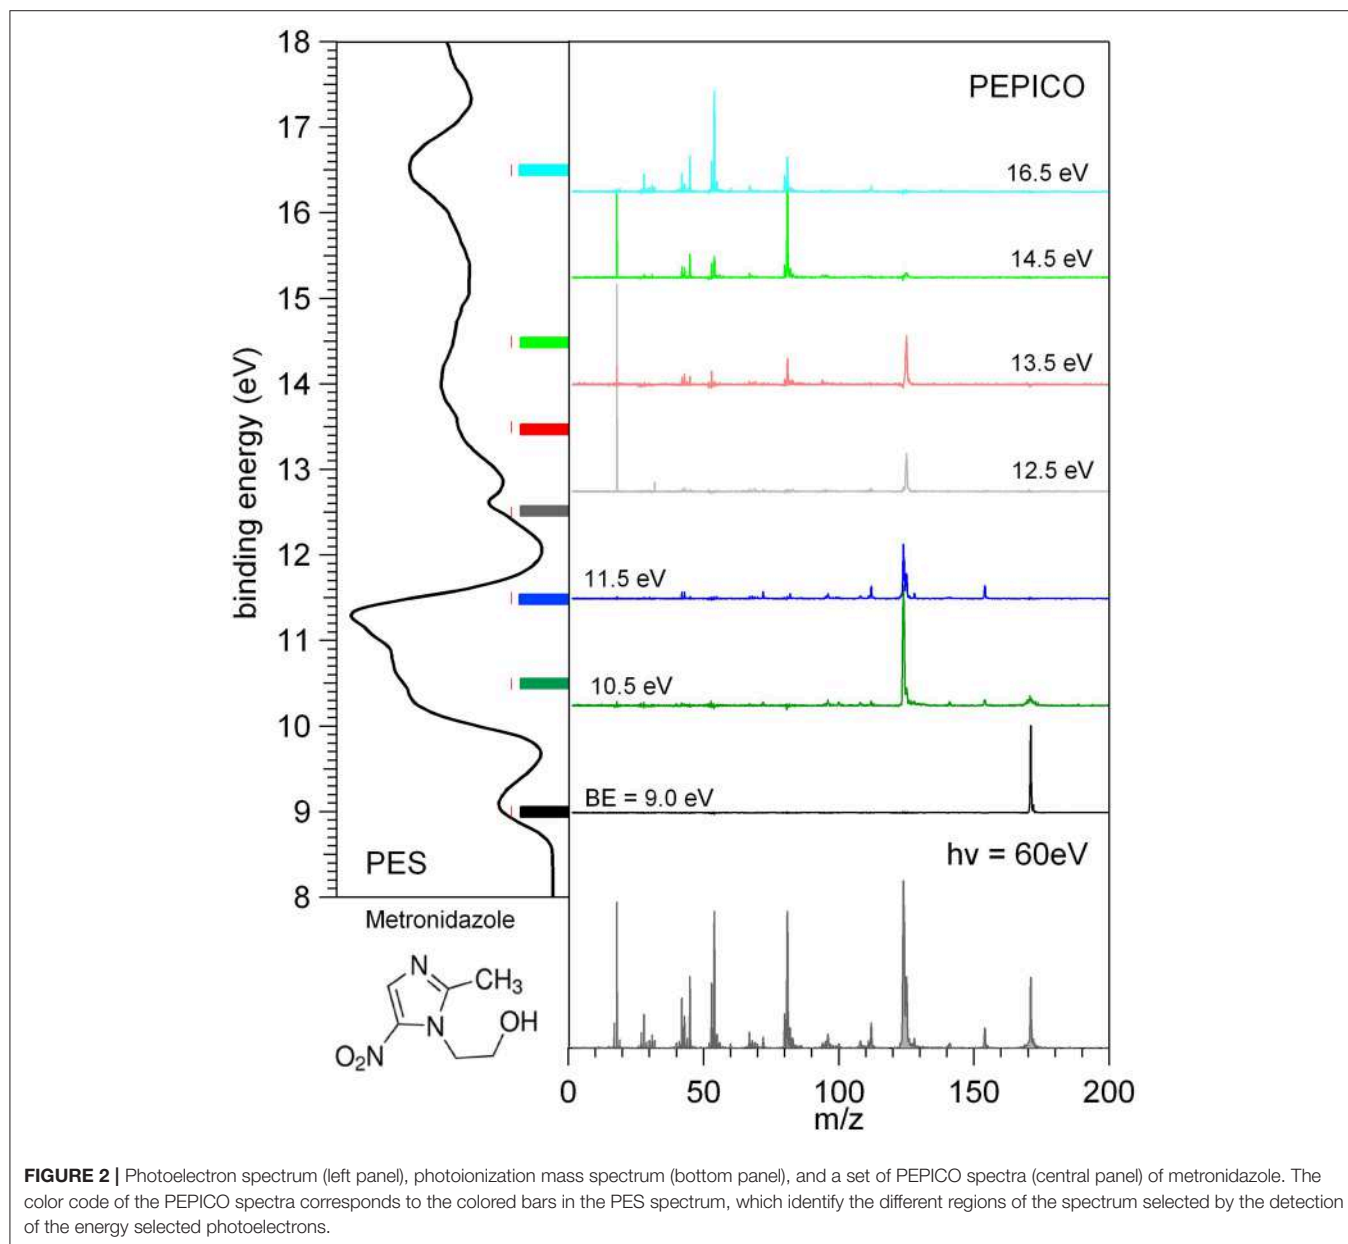 18
17
16
15
14
13
12
11
10
9
8
binding energy (eV)
PES
PEPICO
16.5 eV
14.5 eV
13.5 eV
12.5 eV
11.5 eV
10.5 eV
BE = 9.0 eV
hν = 60eV
Metronidazole
N
CH3
N
OH
O2N
0
50
100
150
200
m/z
FIGURE 2 | Photoelectron spectrum (left panel), photoionization mass spectrum (bottom panel), and a set of PEPICO spectra (central panel) of metronidazole. The
color code of the PEPICO spectra corresponds to the colored bars in the PES spectrum, which identify the different regions of the spectrum selected by the detection
of the energy selected photoelectrons.